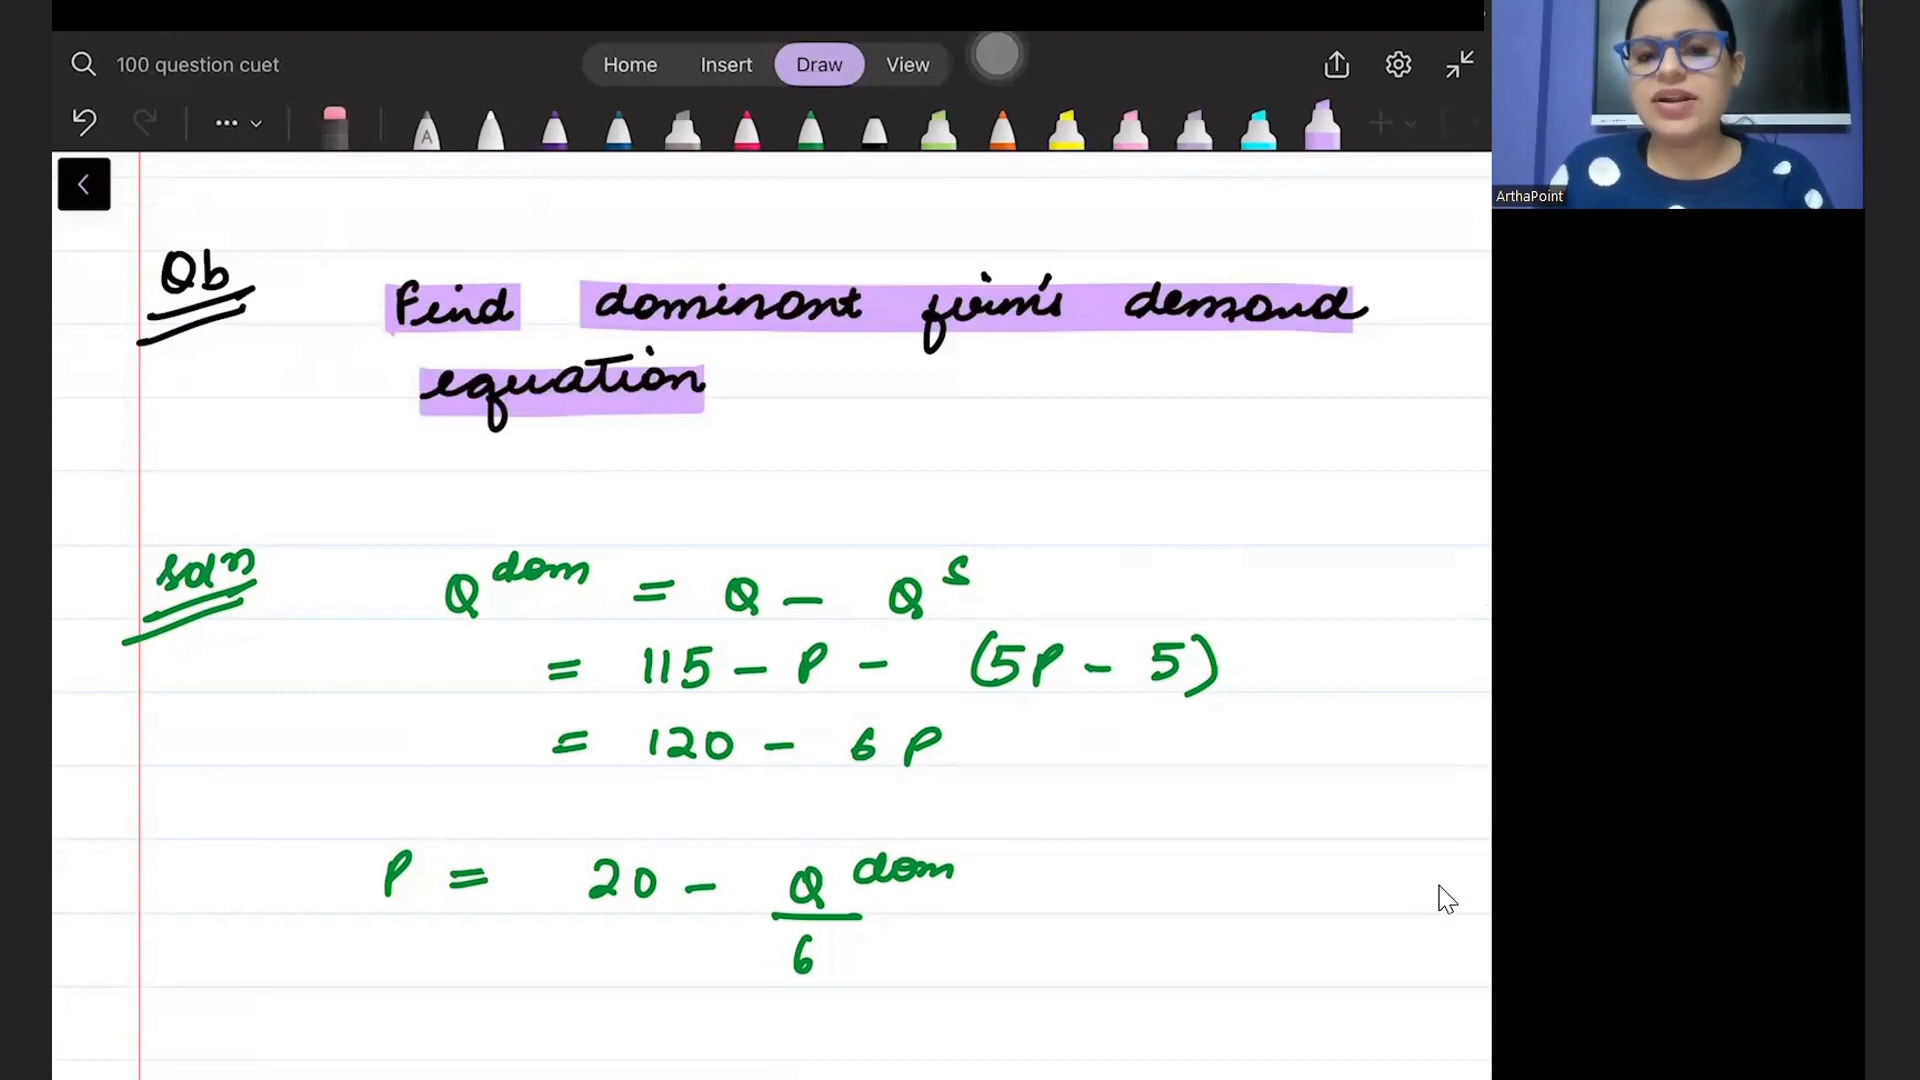 100 question cuet
Home Insert Draw View
A
ArthaPoint
Qb Find dominant firm's demand
equation
soln Q^dom = Q - Q^s
= 115 - P - (5P - 5)
= 120 - 6P
P = 20 - Q^dom
6